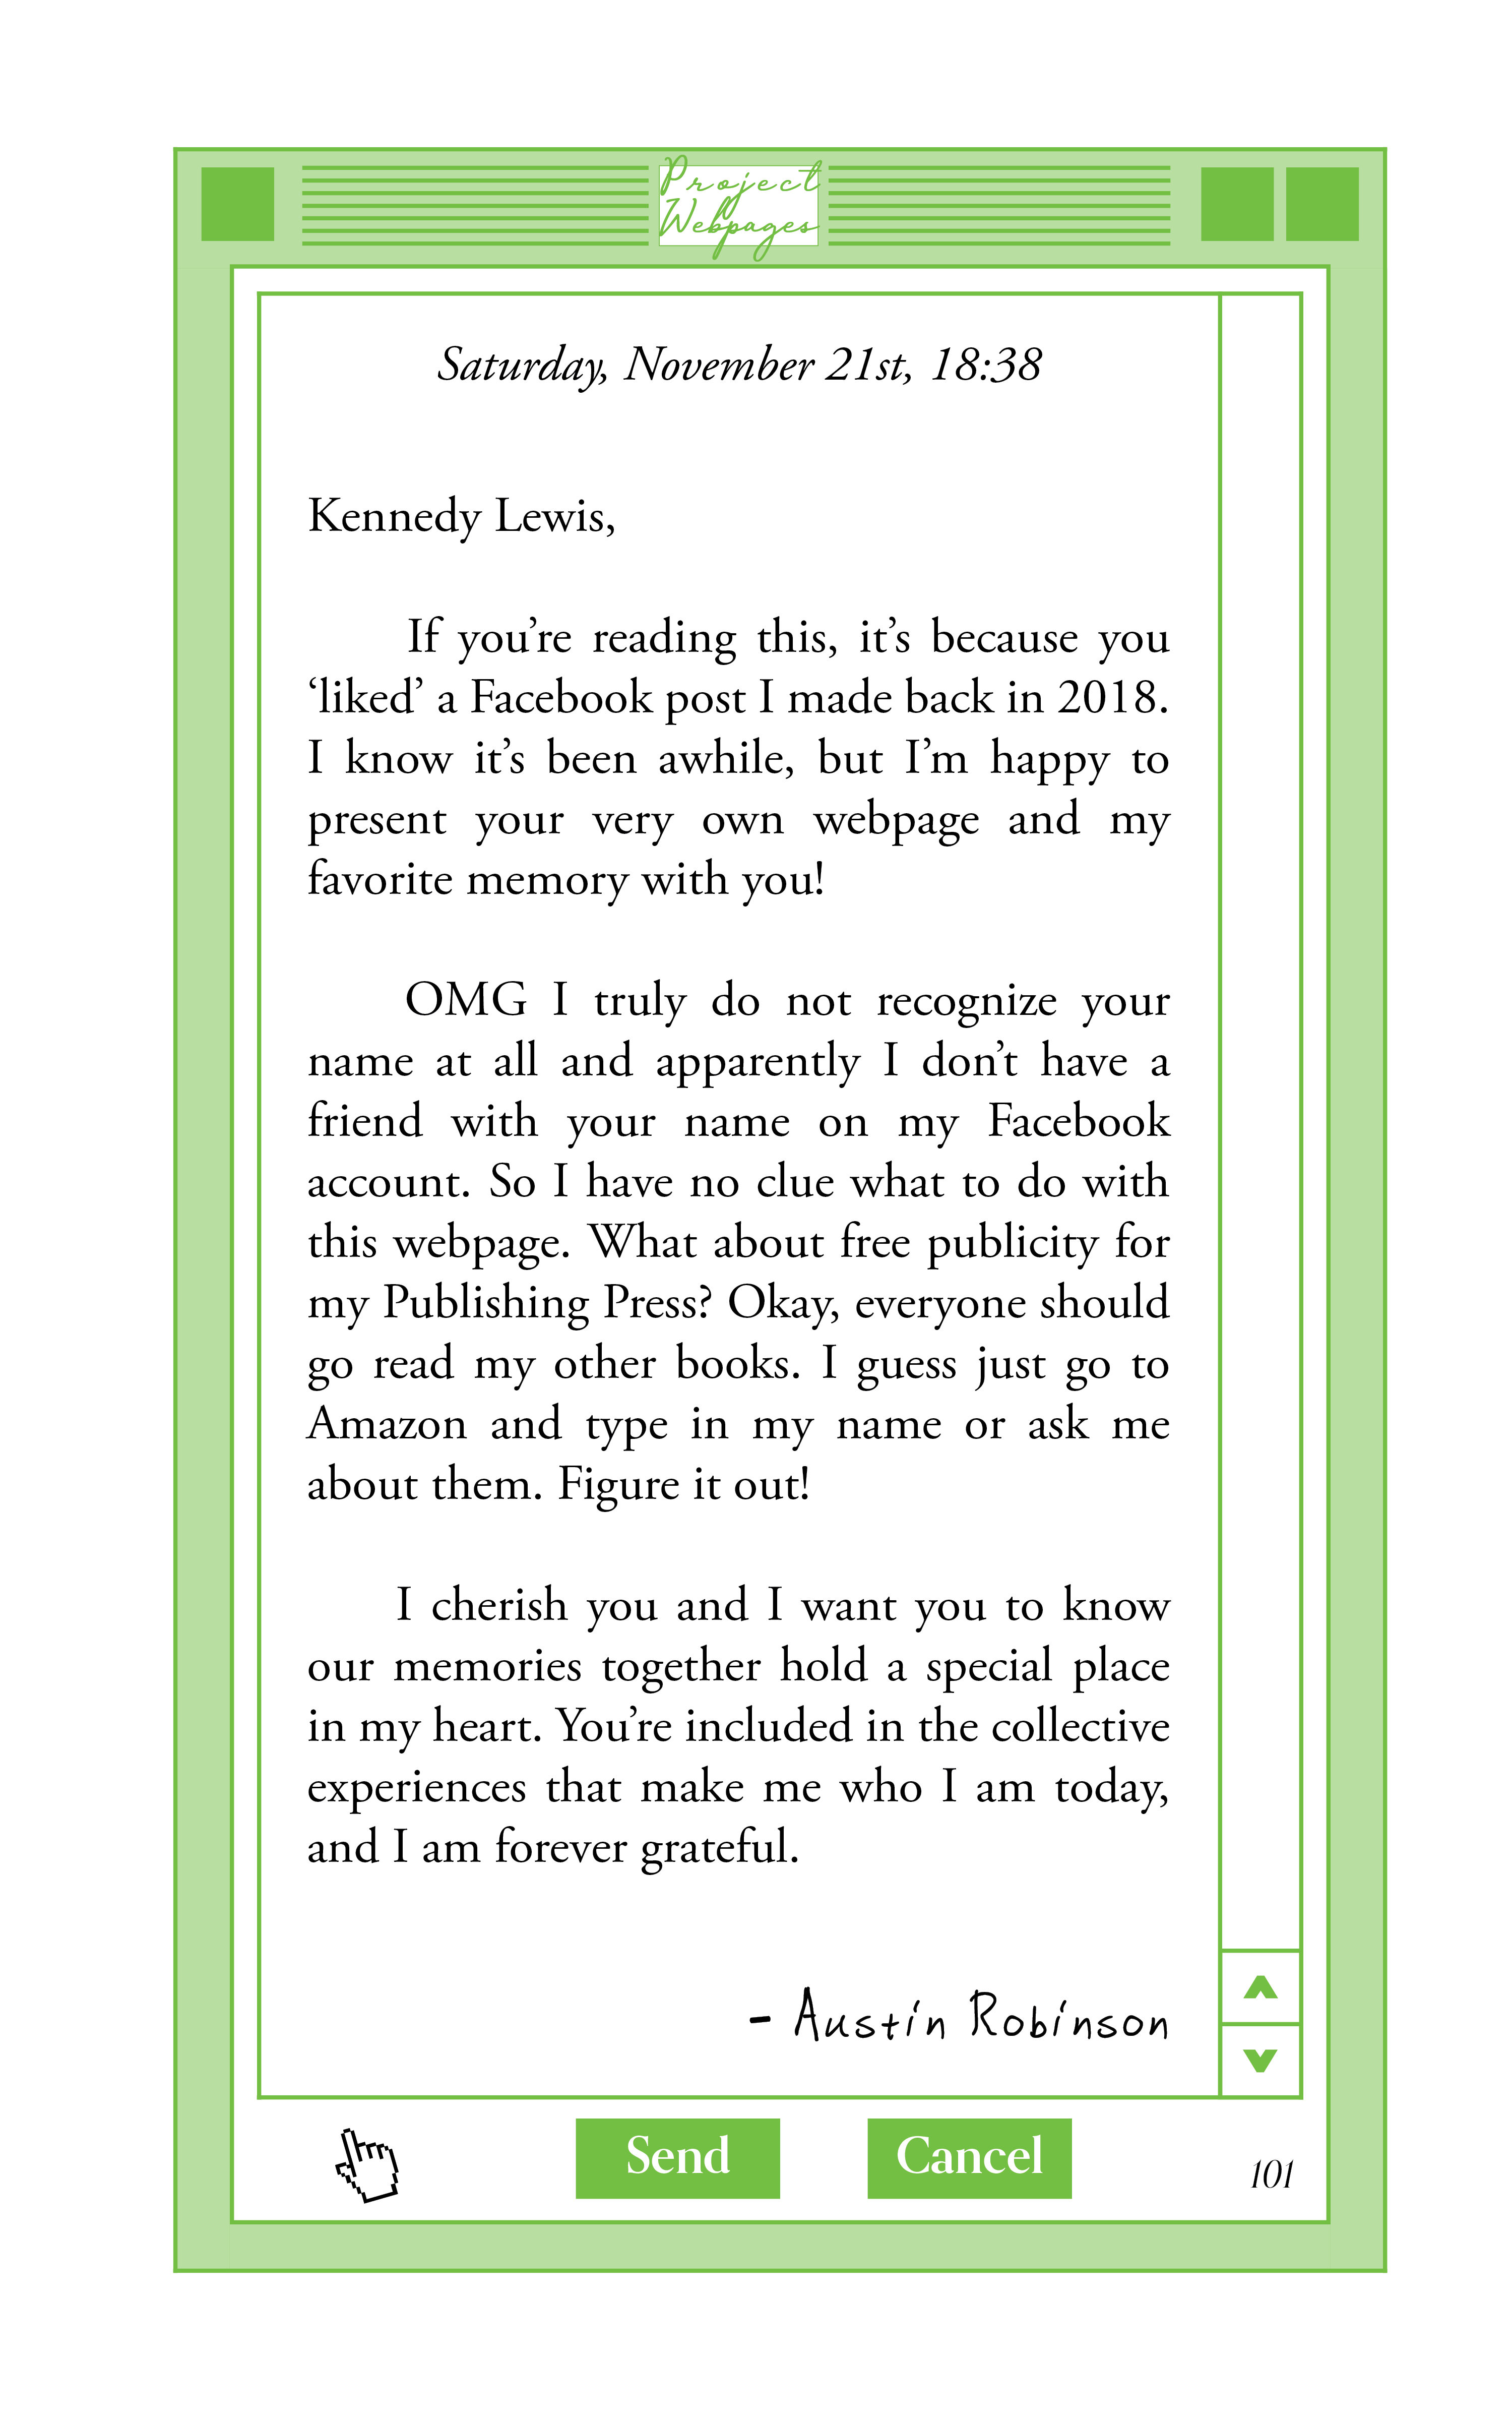 Project
Webpages
Saturday, November 21st, 18:38
Kennedy Lewis,
If you’re reading this, it’s because you
‘liked’ a Facebook post I made back in 2018.
I know it’s been awhile, but I’m happy to
present your very own webpage and my
favorite memory with you!
OMG I truly do not recognize your
name at all and apparently I don’t have a
friend with your name on my Facebook
account. So I have no clue what to do with
this webpage. What about free publicity for
my Publishing Press? Okay, everyone should
go read my other books. I guess just go to
Amazon and type in my name or ask me
about them. Figure it out!
I cherish you and I want you to know
our memories together hold a special place
in my heart. You’re included in the collective
experiences that make me who I am today,
and I am forever grateful.
- Austin Robinson
Send Cancel
101